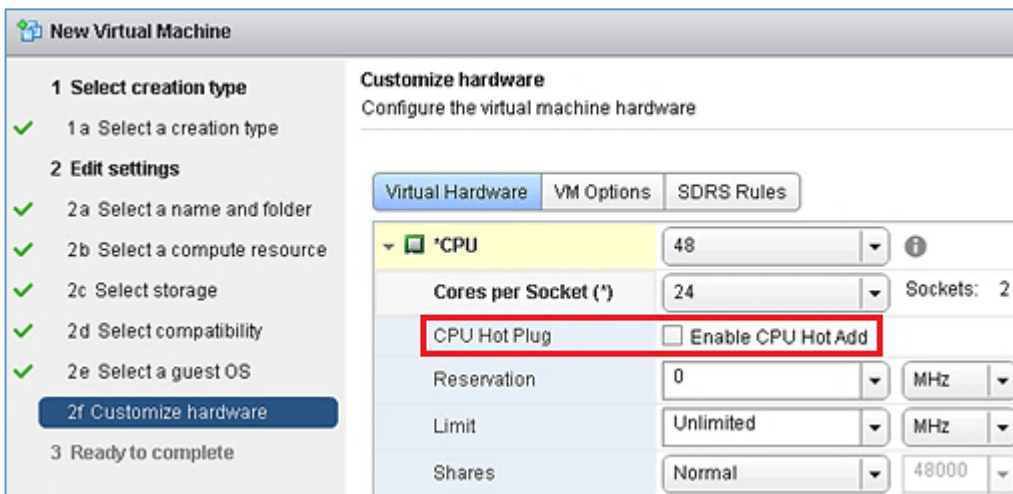 New Virtual Machine
1 Select creation type
1a Select a creation type
2 Edit settings
2a Select a name and folder
2b Select a compute resource
2c Select storage
2d Select compatibility
2e Select a guest OS
2f Customize hardware
3 Ready to complete
Customize hardware
Configure the virtual machine hardware
Virtual Hardware VM Options SDRS Rules
*CPU 48
Cores per Socket (*) 24 Sockets: 2
CPU Hot Plug Enable CPU Hot Add
Reservation 0 MHz
Limit Unlimited MHz
Shares Normal 48000